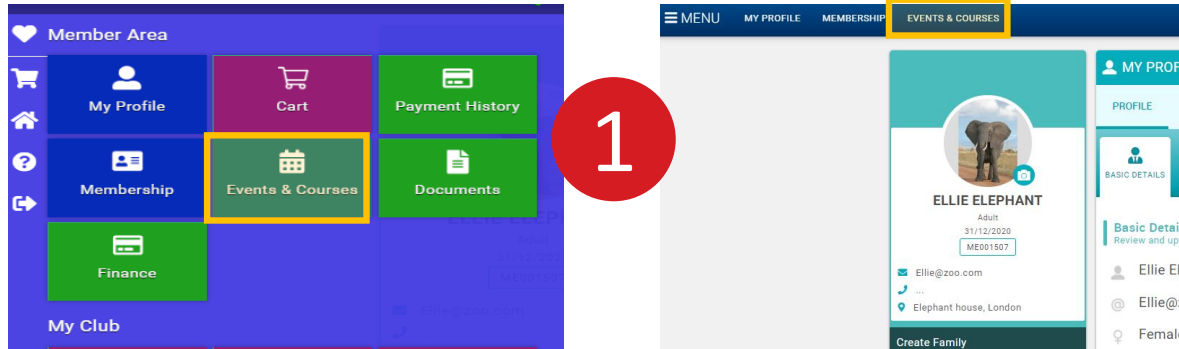 Member Area
My Profile
Cart
Payment History
Membership
Events & Courses
Documents
Finance
My Club
1
MENU MY PROFILE MEMBERSHIP EVENTS & COURSES
ELLIE ELEPHANT
Adult
31/12/2020
ME001507
Ellie@zoo.com
...
Elephant house, London
Create Family
MY PROF
PROFILE
BASIC DETAILS
Basic Detai
Review and up
Ellie El
Ellie@z
Femal